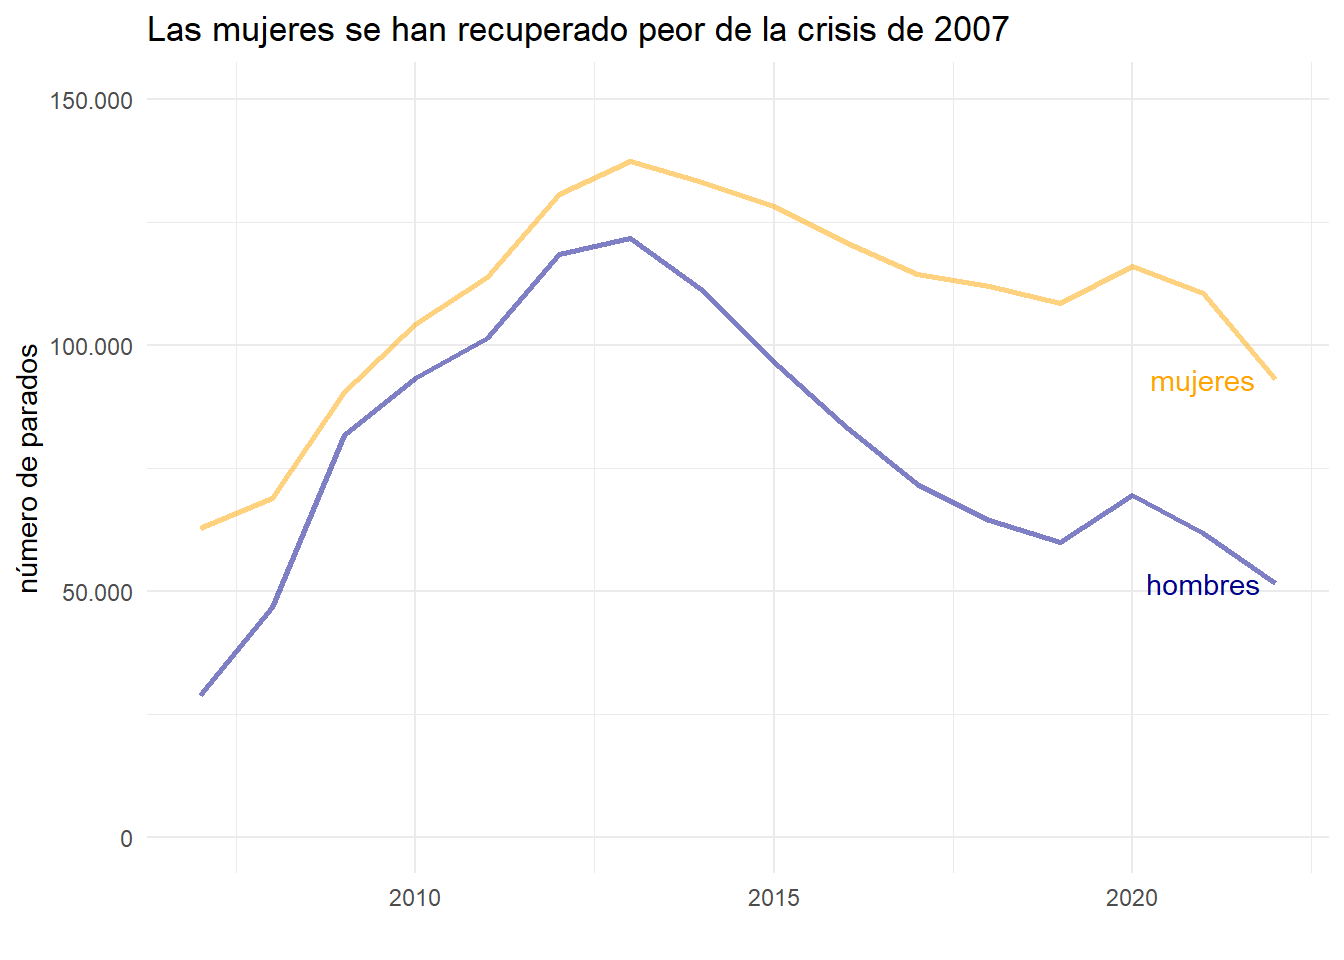 Las mujeres se han recuperado peor de la crisis de 2007
150.000
100.000
50.000
0
número de parados
mujeres
hombres
2010
2015
2020